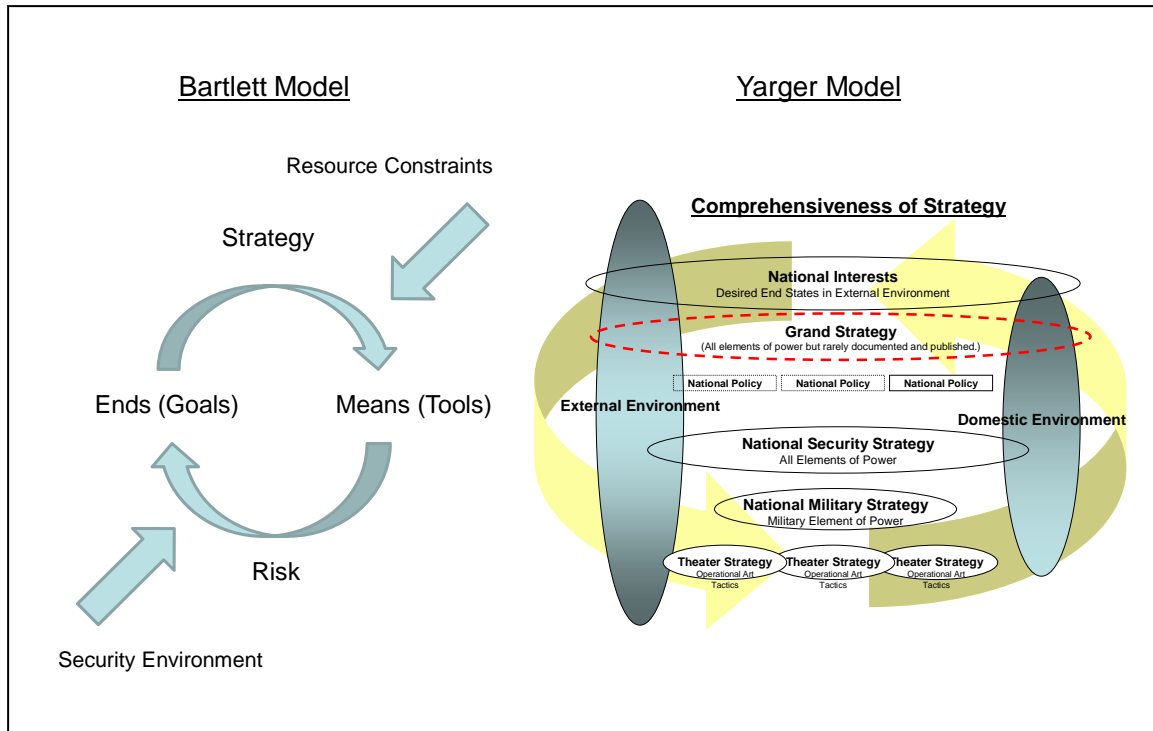 Bartlett Model
Resource Constraints
Strategy
Ends (Goals)
Means (Tools)
Risk
Security Environment
Yarger Model
Comprehensiveness of Strategy
National Interests
Desired End States in External Environment
Grand Strategy
(All elements of power but rarely documented and published.)
National Policy
National Policy
National Policy
External Environment
Domestic Environment
National Security Strategy
All Elements of Power
National Military Strategy
Military Element of Power
Theater Strategy
Operational Art
Tactics
Theater Strategy
Operational Art
Tactics
Theater Strategy
Operational Art
Tactics